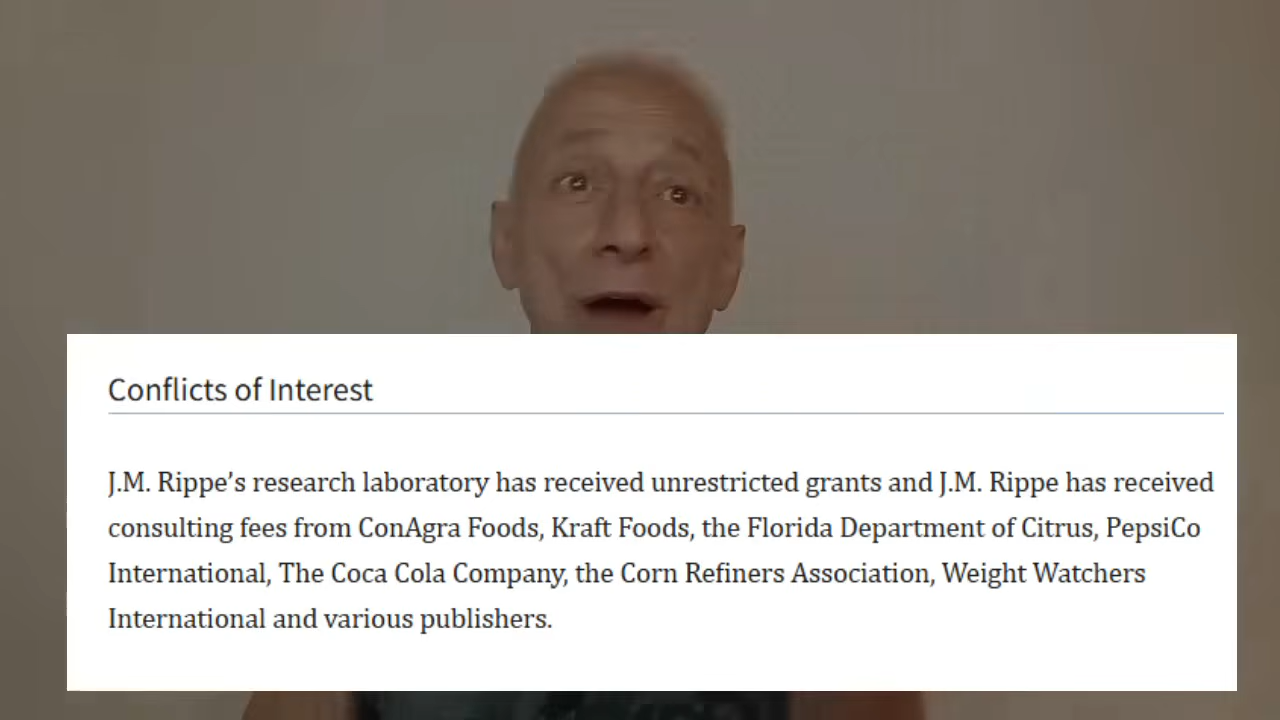 Conflicts of Interest
J.M. Rippe’s research laboratory has received unrestricted grants and J.M. Rippe has received
consulting fees from ConAgra Foods, Kraft Foods, the Florida Department of Citrus, PepsiCo
International, The Coca Cola Company, the Corn Refiners Association, Weight Watchers
International and various publishers.